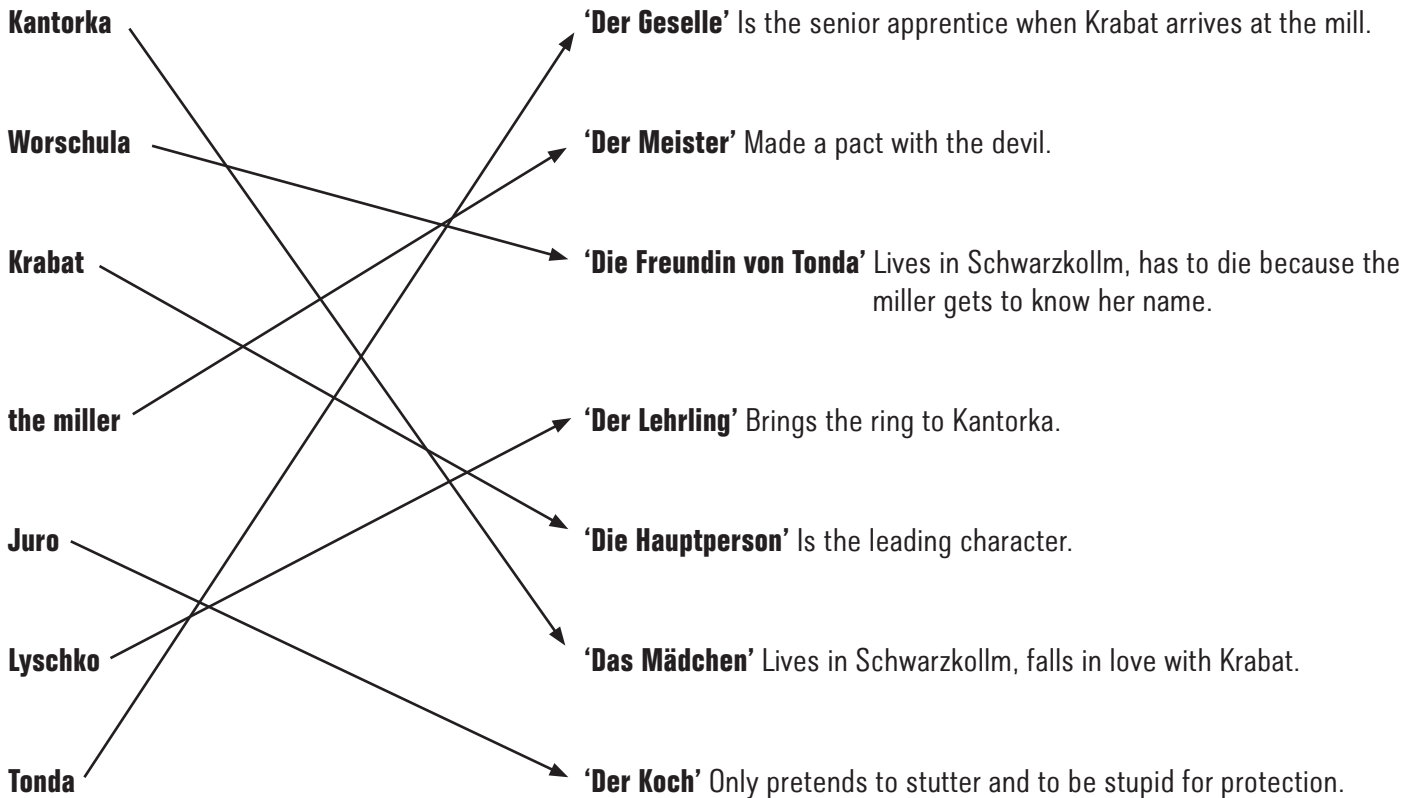 Kantorka
‘Der Geselle’ Is the senior apprentice when Krabat arrives at the mill.
Worschula
‘Der Meister’ Made a pact with the devil.
Krabat
‘Die Freundin von Tonda’ Lives in Schwarzkollm, has to die because the
miller gets to know her name.
the miller
‘Der Lehrling’ Brings the ring to Kantorka.
Juro
‘Die Hauptperson’ Is the leading character.
Lyschko
‘Das Mädchen’ Lives in Schwarzkollm, falls in love with Krabat.
Tonda
‘Der Koch’ Only pretends to stutter and to be stupid for protection.